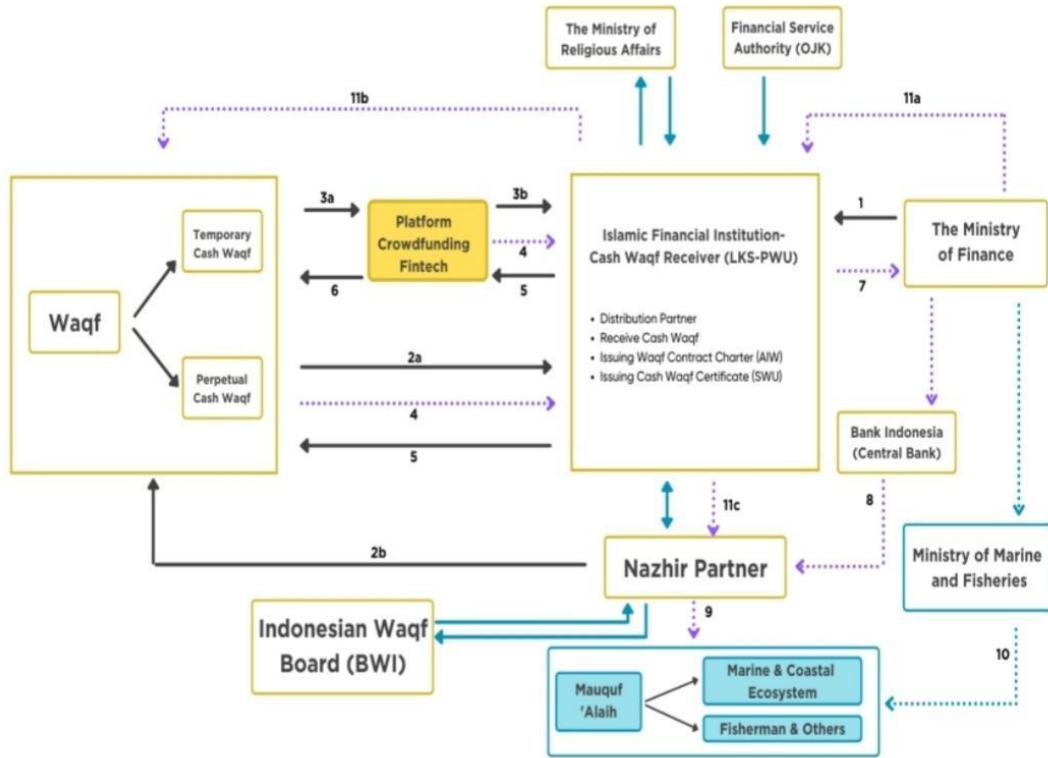 The Ministry of
Religious Affairs
Financial Service
Authority (OJK)
11b
11a
3a
3b
1
Platform
Crowdfunding
Fintech
4
6
5
7
Temporary
Cash Waqf
Waqf
Perpetual
Cash Waqf
Islamic Financial Institution-
Cash Waqf Receiver (LKS-PWU)
• Distribution Partner
• Receive Cash Waqf
• Issuing Waqf Contract Charter (AIW)
• Issuing Cash Waqf Certificate (SWU)
The Ministry
of Finance
2a
4
5
Bank Indonesia
(Central Bank)
11c
8
2b
Nazhir Partner
Ministry of Marine
and Fisheries
9
Indonesian Waqf
Board (BWI)
10
Mauquf
'Alaih
Marine & Coastal
Ecosystem
Fisherman & Others